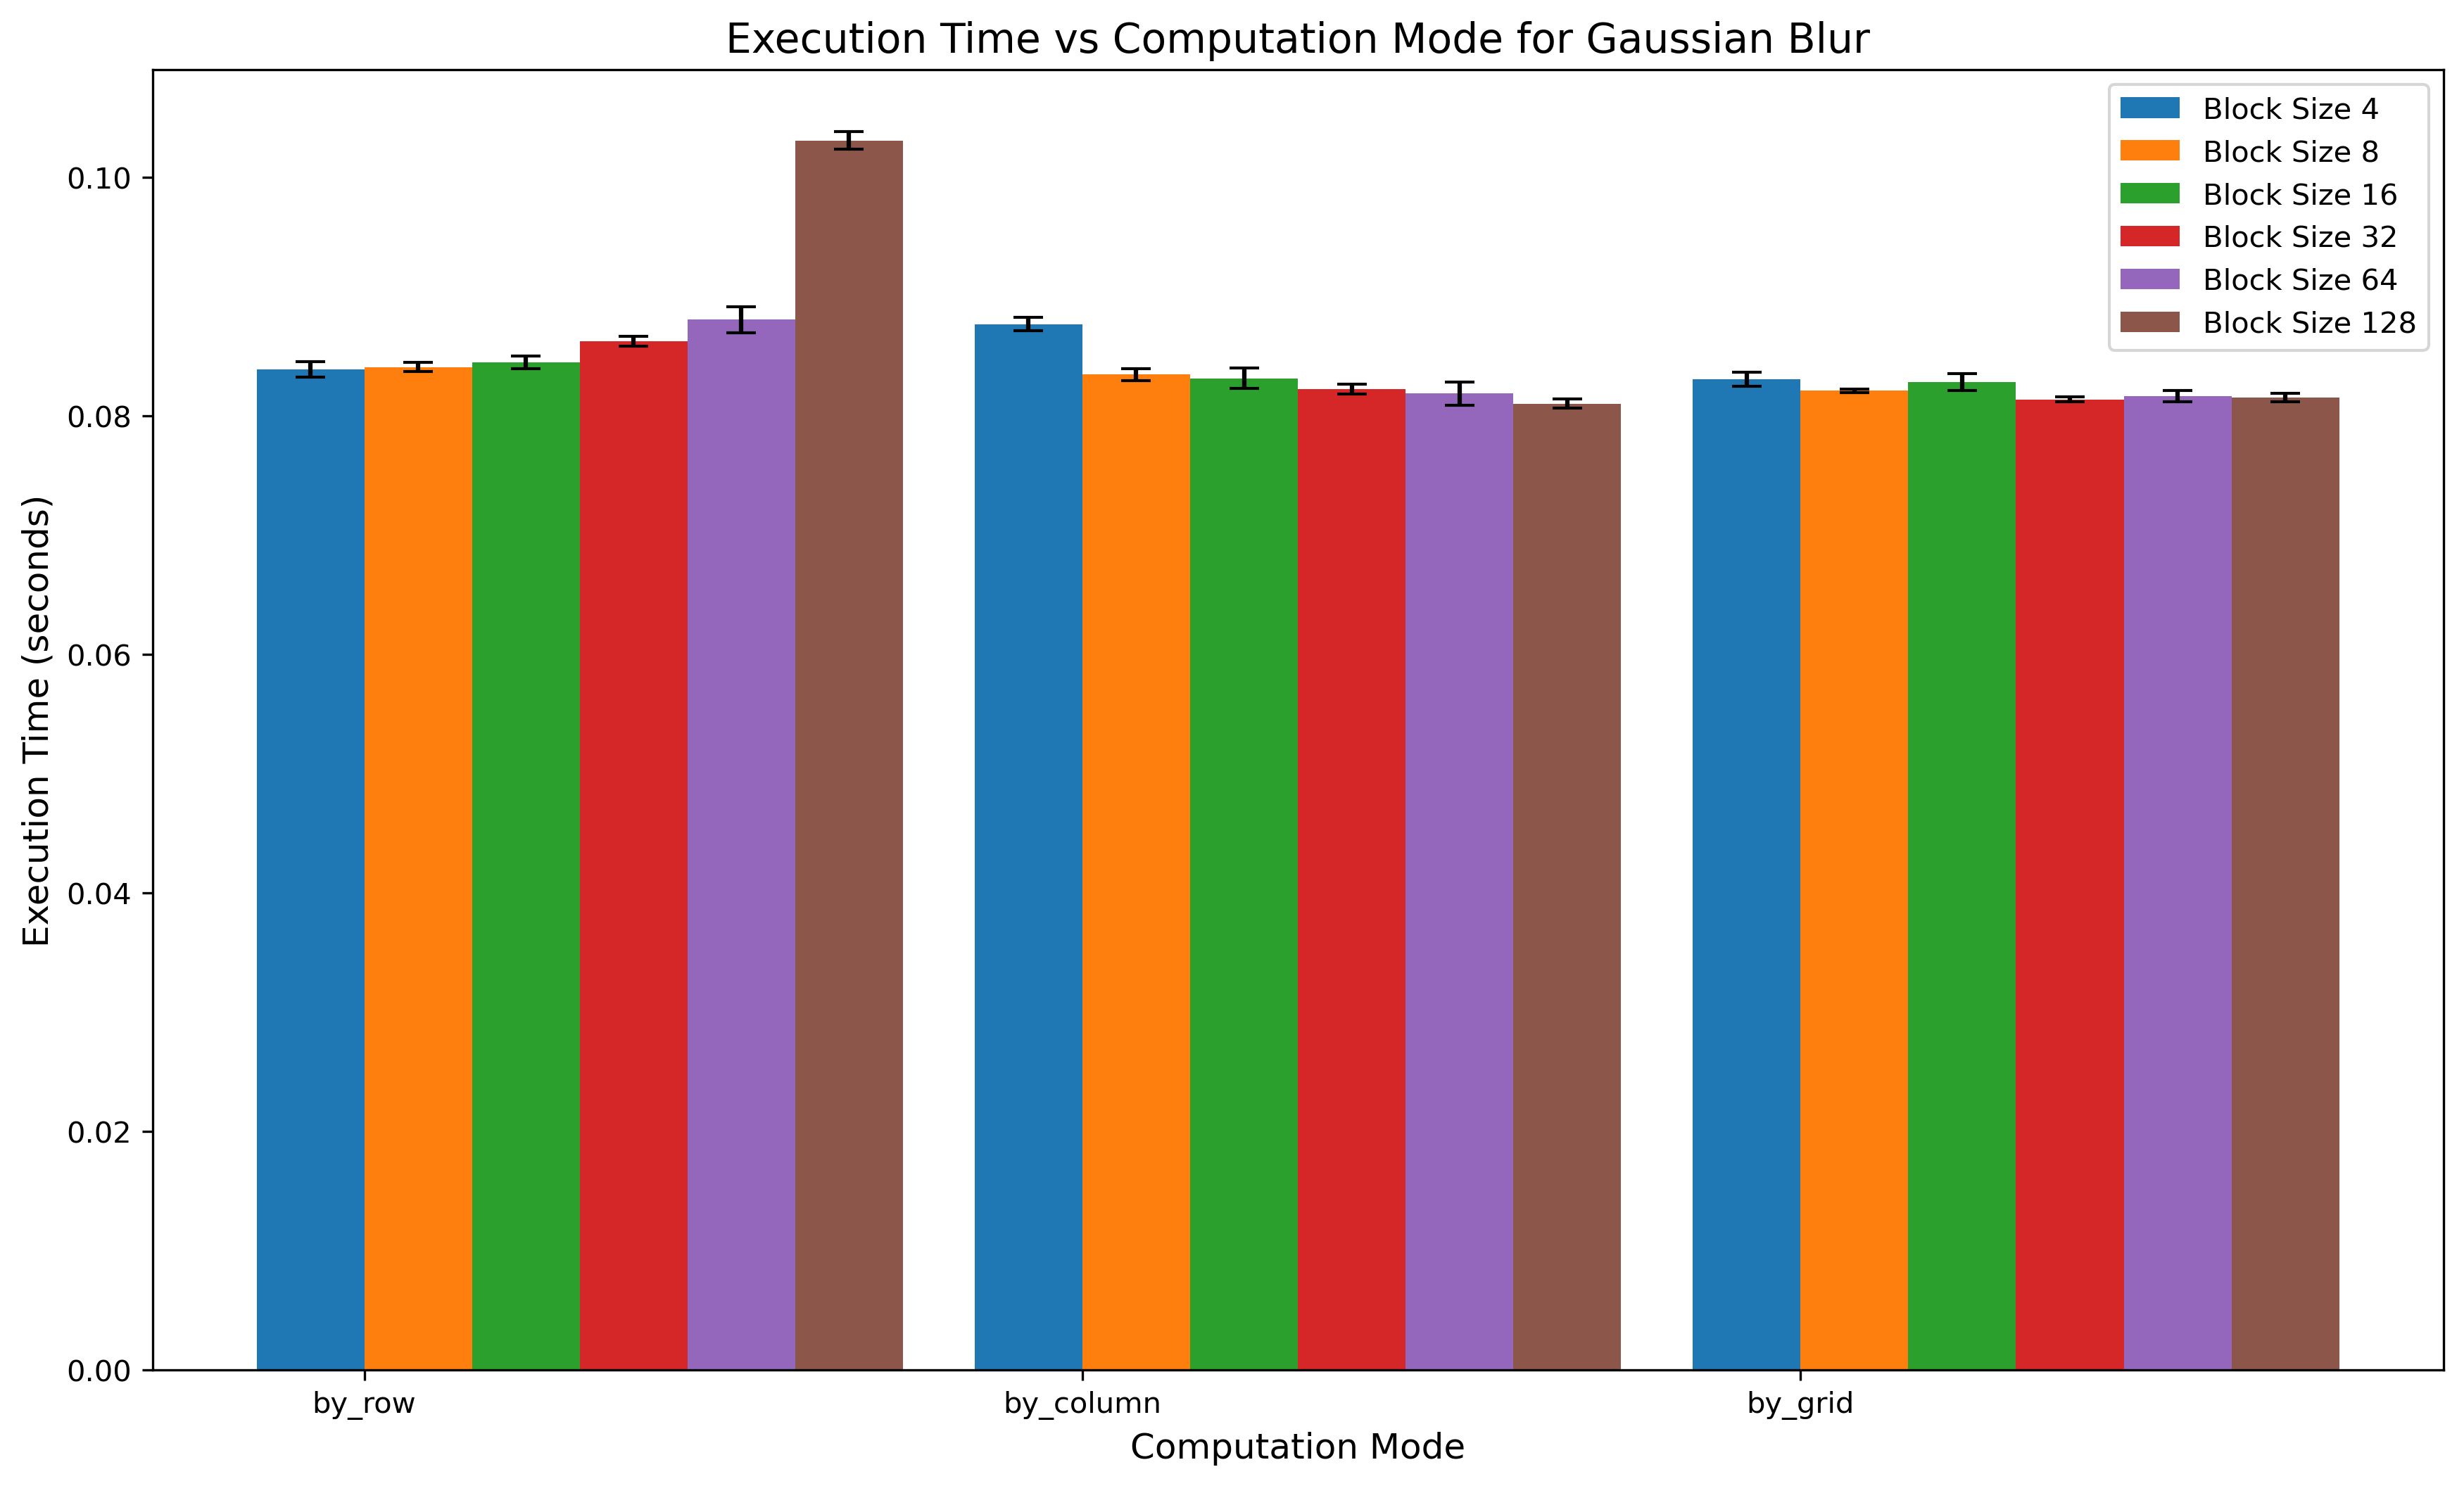 Execution Time vs Computation Mode for Gaussian Blur
Block Size 4
Block Size 8
Block Size 16
Block Size 32
Block Size 64
Block Size 128
Execution Time (seconds)
0.10
0.08
0.06
0.04
0.02
0.00
by_row
by_column
by_grid
Computation Mode